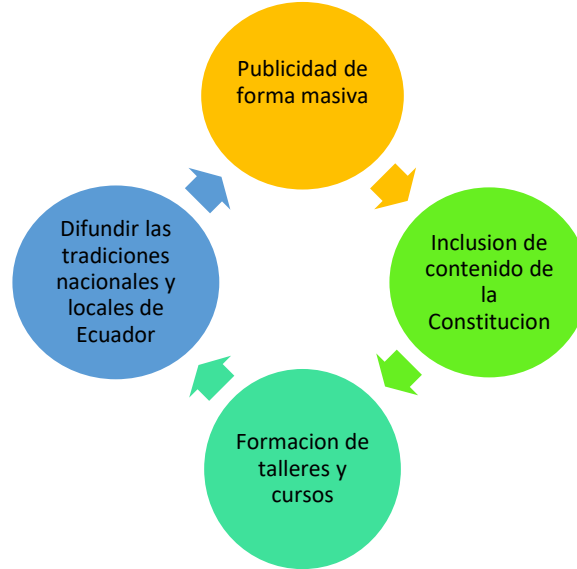 Publicidad de
forma masiva
Inclusion de
contenido de
la
Constitucion
Formacion de
talleres y
cursos
Difundir las
tradiciones
nacionales y
locales de
Ecuador